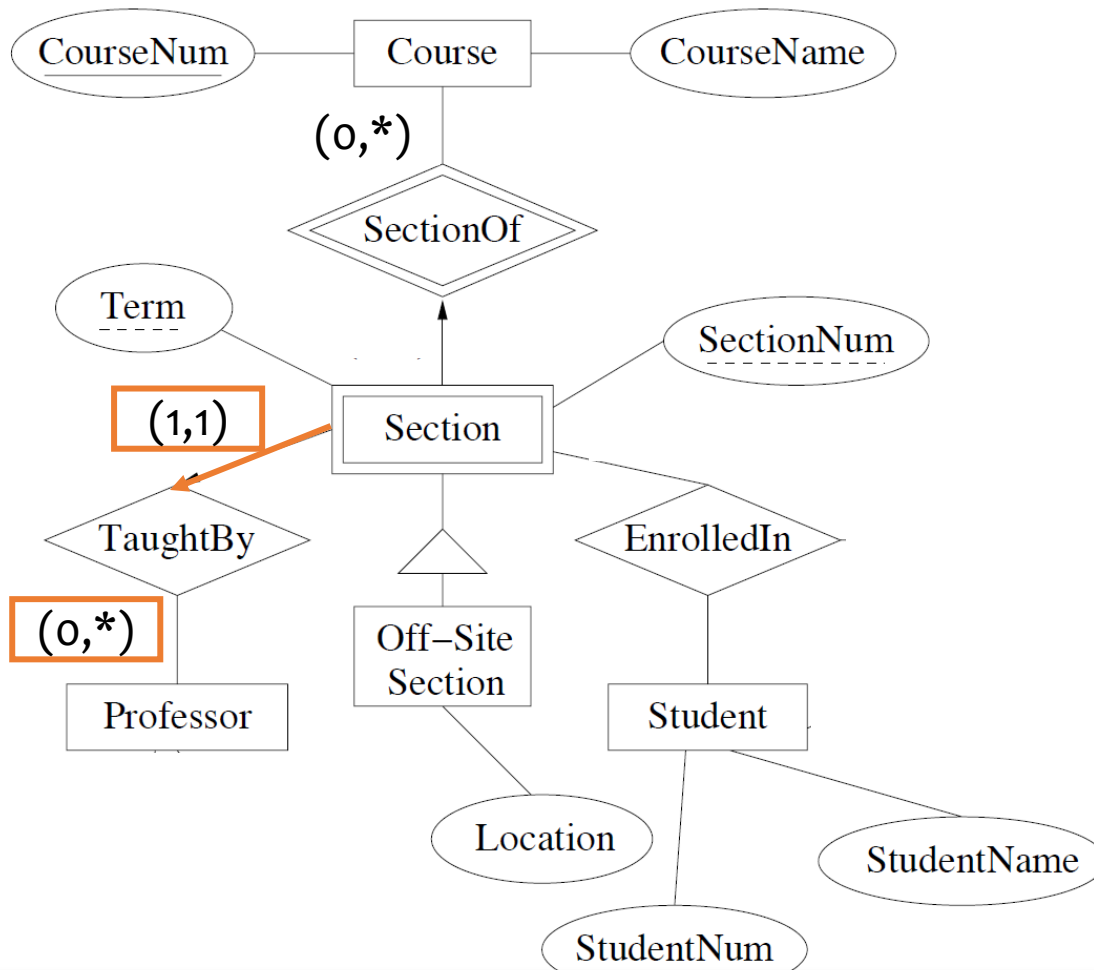 CourseNum
Course
CourseName
(0,*)
SectionOf
Term
SectionNum
(1,1)
Section
TaughtBy
EnrolledIn
(0,*)
Off-Site
Section
Professor
Student
Location
StudentName
StudentNum